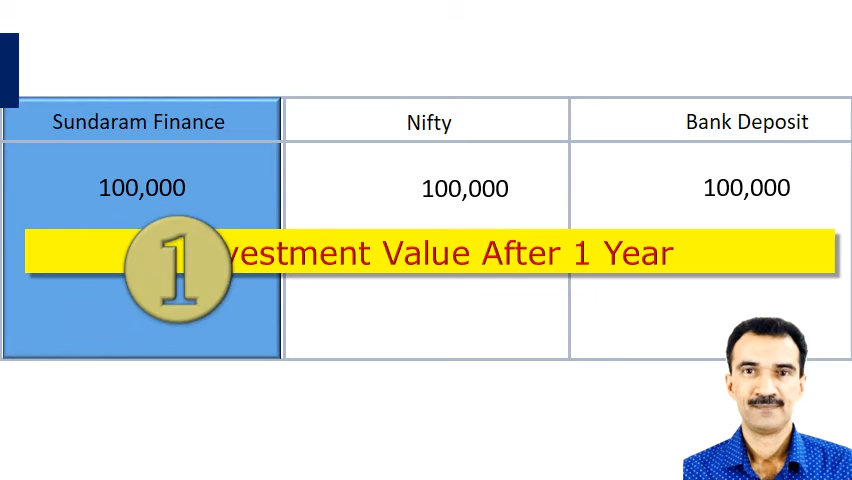 Sundaram Finance Nifty Bank Deposit
100,000 100,000 100,000
1 vestment Value After 1 Year